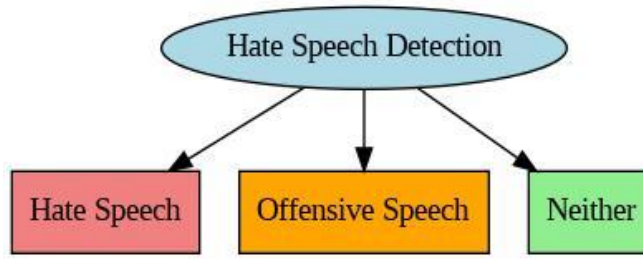 Hate Speech Detection
Hate Speech
Offensive Speech
Neither